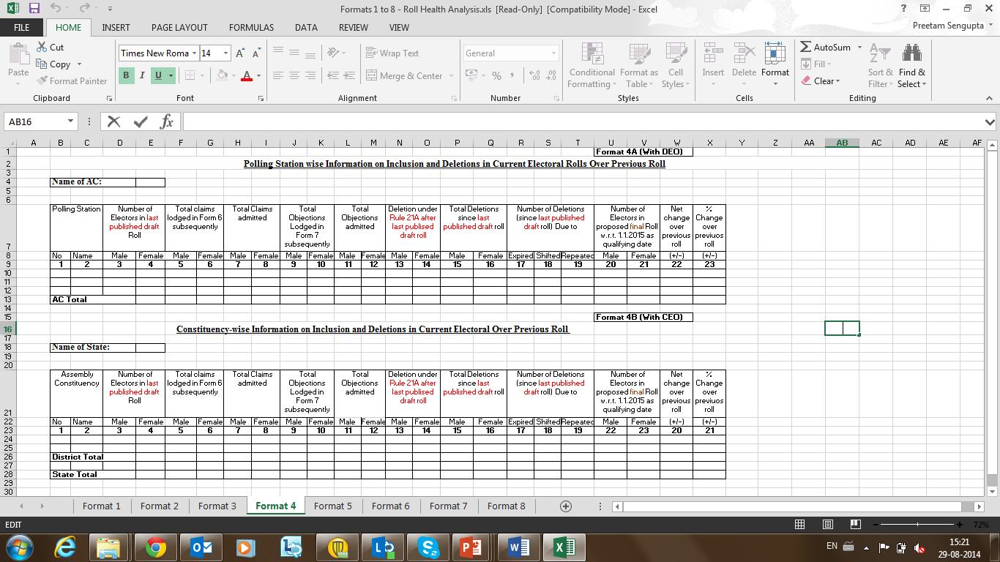 Formats 1 to 8 - Roll Health Analysis.xls [Read-Only] [Compatibility Mode] - Excel
FILE HOME INSERT PAGE LAYOUT FORMULAS DATA REVIEW VIEW Preetam Sengupta
Cut
Copy
Format Painter
Paste
Clipboard
Times New Roma 14
B I U
Font
Wrap Text
Merge & Center
Alignment
General
Number
Conditional Formatting
Format as Table
Cell Styles
Styles
Insert Delete Format
Cells
AutoSum
Fill
Clear
Sort & Filter
Find & Select
Editing
AB16
A B C D E F G H I J K L M N O P Q R S T U V W X Y Z AA AB AC AD AE AF
1 Format 4A (With DEO)
2 Polling Station wise Information on Inclusion and Deletions in Current Electoral Rolls Over Previous Roll
3
4 Name of AC:
5
6
7 Polling Station
Number of Electors in last published draft Roll
Total claims lodged in Form 6 subsequently
Total Claims admitted
Total Objections Lodged in Form 7 subsequently
Total Objections admitted
Deletion under Rule 21A after last publised draft roll
Total Deletions since last published draft roll
Number of Deletions (since last published draft roll) Due to
Number of Electors in proposed final Roll w.r.t. 1.1.2015 as qualifying date
Net change over previous roll
% Change over previuos roll
8 No Name Male Female Male Female Male Female Male Female Male Female Male Female Male Female Expired Shifted Repeated Male Female (+/-) (+/-)
9 1 2 3 4 5 6 7 8 9 10 11 12 13 14 15 16 17 18 19 20 21 22 23
10
11
12
13 AC Total
14
15 Format 4B (With CEO)
16 Constituency-wise Information on Inclusion and Deletions in Current Electoral Over Previous Roll
17
18 Name of State:
19
20
21 Assembly Constituency
Number of Electors in last published draft Roll
Total claims lodged in Form 6 subsequently
Total Claims admitted
Total Objections Lodged in Form 7 subsequently
Total Objections admitted
Deletion under Rule 21A after last publised draft roll
Total Deletions since last published draft roll
Number of Deletions (since last published draft roll) Due to
Number of Electors in proposed final Roll w.r.t. 1.1.2015 as qualifying date
Net change over previous roll
% Change over previuos roll
22 No Name Male Female Male Female Male Female Male Female Male Female Male Female Male Female Expired Shifted Repeated Male Female (+/-) (+/-)
23 1 2 3 4 5 6 7 8 9 10 11 12 13 14 15 16 17 18 19 22 23 20 21
24
25
26 District Total
27
28 State Total
29
30
Format 1 Format 2 Format 3 Format 4 Format 5 Format 6 Format 7 Format 8
EDIT 72%
EN 15:21
29-08-2014